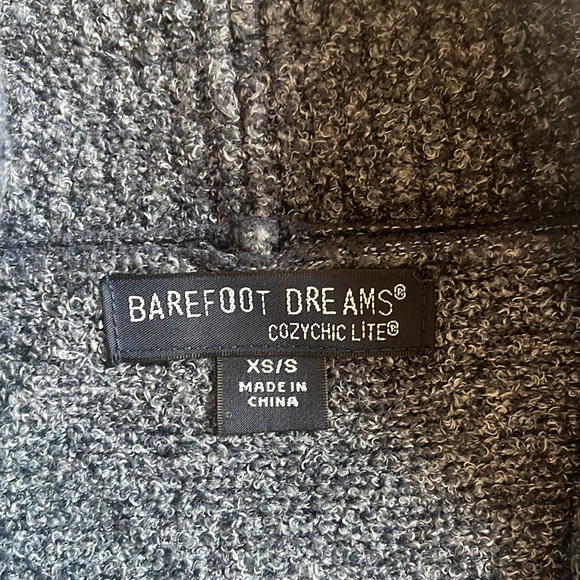 BAREFOOT DREAMS®
COZYCHIC LITE®
XS/S
MADE IN
CHINA